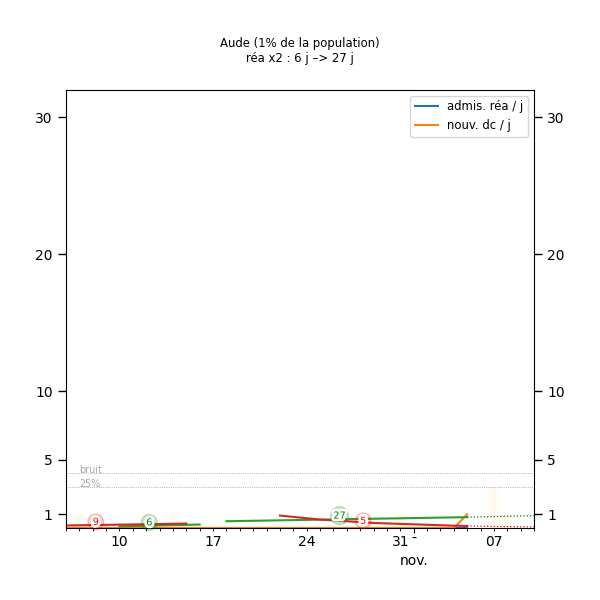 Aude (1% de la population)
réa x2 : 6 j –> 27 j
admis. réa / j
nouv. dc / j
30 30
20 20
10 10
5 5
bruit
25%
1 1
9 6 27 5
10 17 24 31 07
nov.